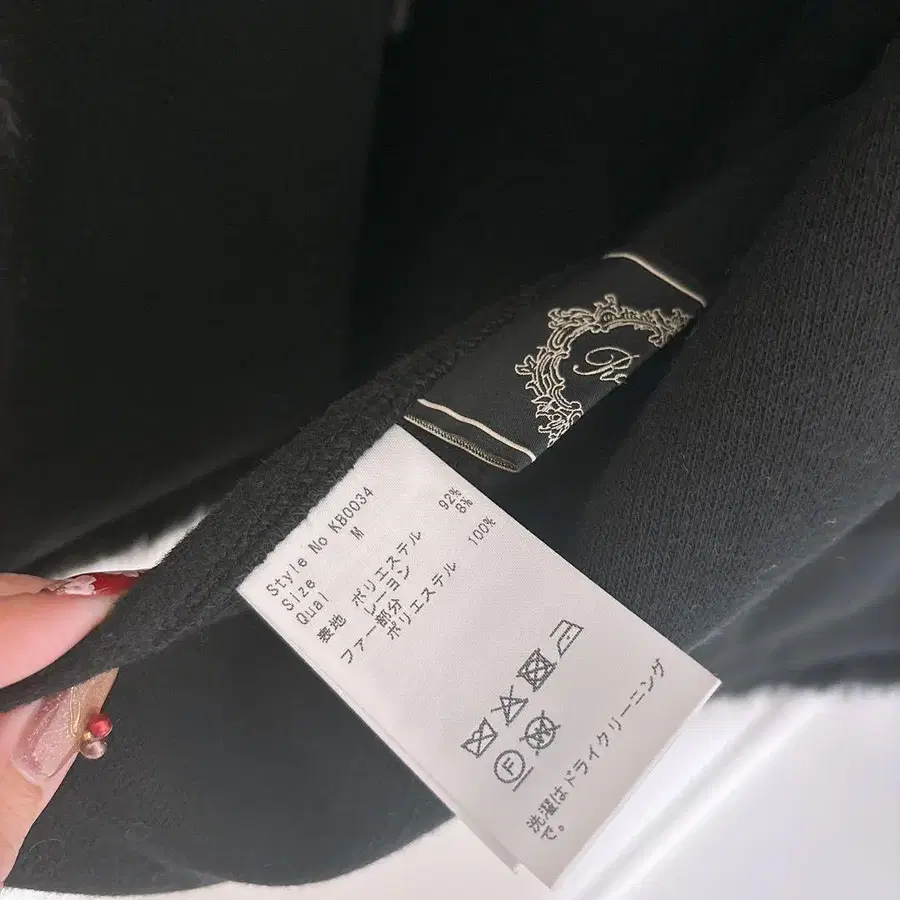 Style No KB0034
Size M
Qual
表地 ポリエステル 92%
レーヨン 8%
ファー部分
ポリエステル 100%
F
洗濯はドライクリーニング
で。